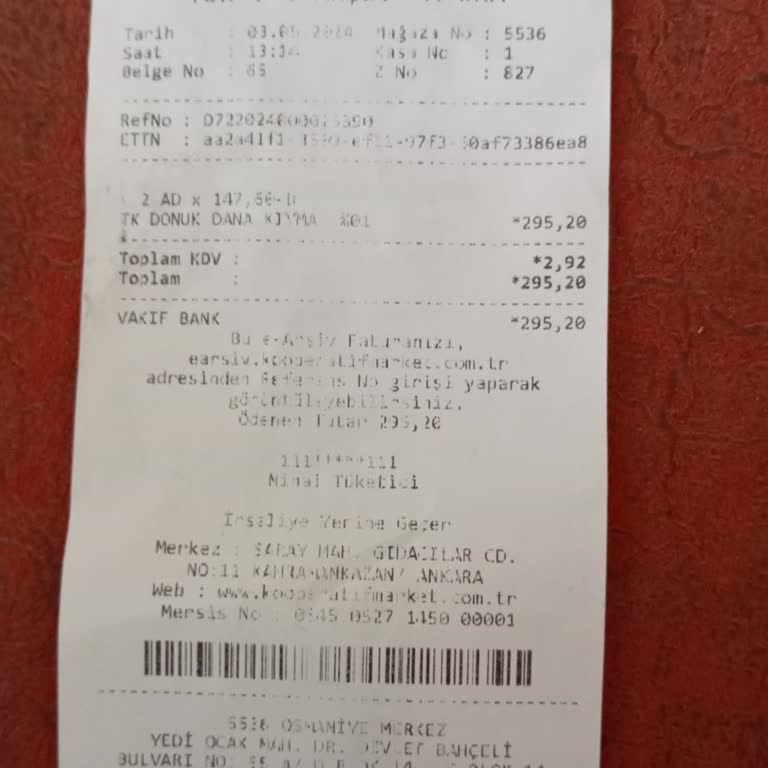 Tarih : 03.05.2024 Mağaza No : 5536
Saat : 13:14 Kasa No : 1
Belge No : 65 Z No : 827
RefNo :
ETTN :
2 AD x 147,60
TK DONUK DANA KIYMA %01 *295,20
Toplam KDV : *2,92
Toplam : *295,20
VAKIF BANK *295,20
Bu e-Arşiv Faturanızı,
earsiv.kooperatifmarket.com.tr
adresinden Referans No girişi yaparak
görüntüleyebilirsiniz.
Ödenen Tutar 295,20
111*****111
Nihai Tüketici
İrsaliye Yerine Geçer
Merkez : SARAY MAH. GIDACILAR CD.
NO:11 KAHRAMANKAZAN/ ANKARA
Web : www.kooperatifmarket.com.tr
Mersis No : 0527 1450 00001
5536 OSMANİYE MERKEZ
YEDİ OCAK MAH. DR. DEVLET BAHÇELİ
BULVARI NO: